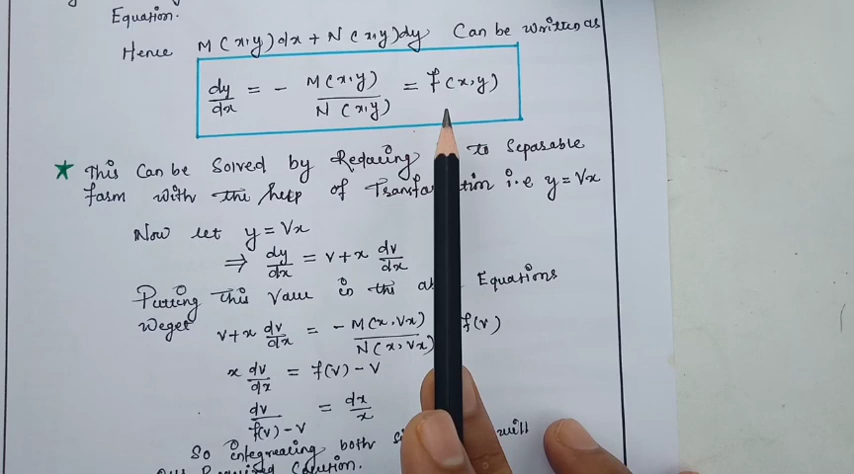 Equation.
Hence M(x,y)dx + N(x,y)dy Can be written as
dy/dx = - M(x,y)/N(x,y) = f(x,y)
★ This Can be Solved by Reducing to Separable
form with the help of i.e y = Vx
Now let y = Vx
⇒ dy/dx = v + x dv/dx
Putting this Value in the Equations
we get v + x dv/dx = - M(x, Vx)/N(x, Vx) f(v)
x dv/dx = f(v) - V
dv/f(v) - V = dx/x
So integrating both will
Required Solution.